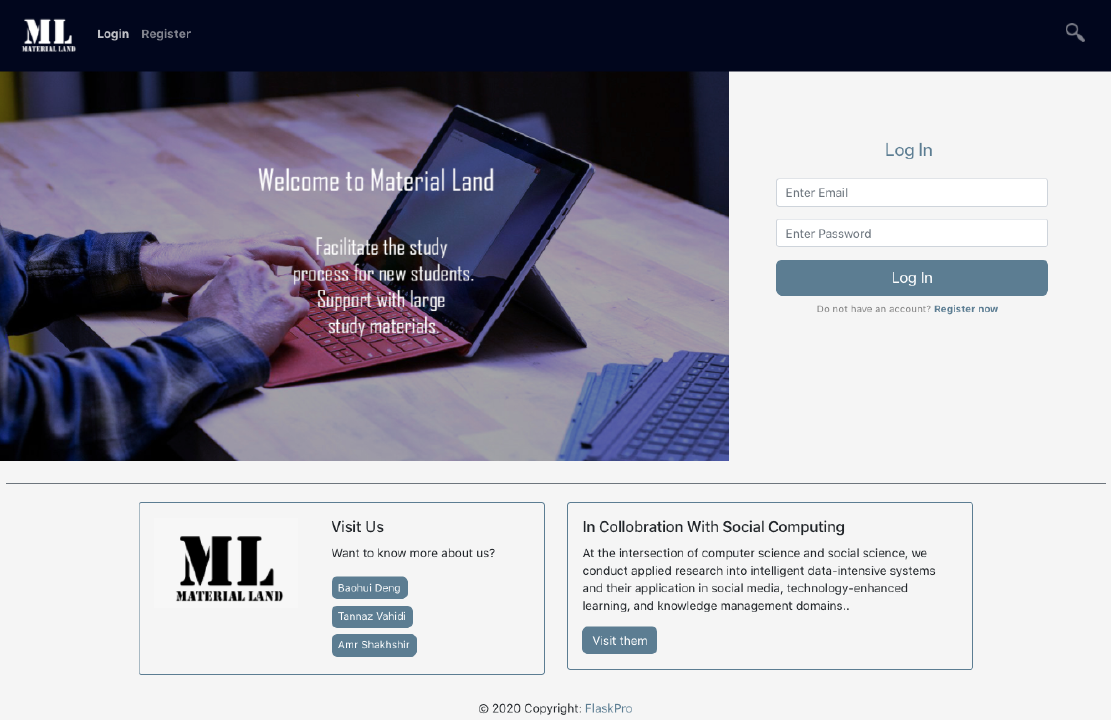 ML
MATERIAL LAND
Login Register
Welcome to Material Land
Facilitate the study
process for new students.
Support with large
study materials.
Log In
Enter Email
Enter Password
Log In
Do not have an account? Register now
ML
MATERIAL LAND
Visit Us
Want to know more about us?
Baohui Deng
Tannaz Vahidi
Amr Shakhshir
In Collobration With Social Computing
At the intersection of computer science and social science, we
conduct applied research into intelligent data-intensive systems
and their application in social media, technology-enhanced
learning, and knowledge management domains..
Visit them
© 2020 Copyright: FlaskPro